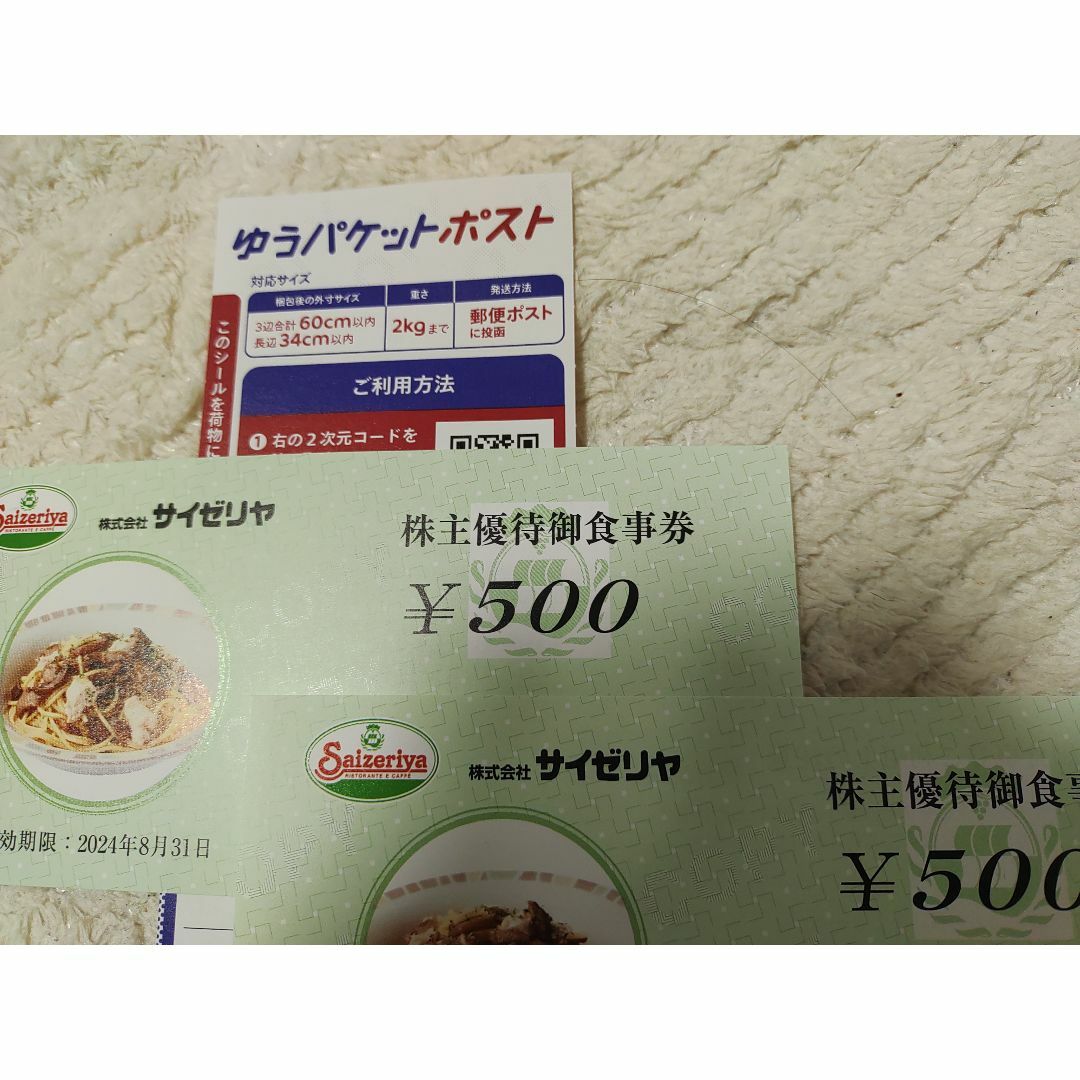 ゆうパケットポスト
対応サイズ
梱包後の外寸サイズ 重さ 発送方法
3辺合計60cm以内
長辺34cm以内
2kgまで
郵便ポスト
に投函
このシールを荷物に
ご利用方法
1 右の2次元コードを
Saizeriya
RISTORANTE E CAFFÈ
株式会社 サイゼリヤ
株主優待御食事券
¥500
COPY
効期限：2024年8月31日
Saizeriya
RISTORANTE E CAFFÈ
株式会社 サイゼリヤ
株主優待御食事
¥500